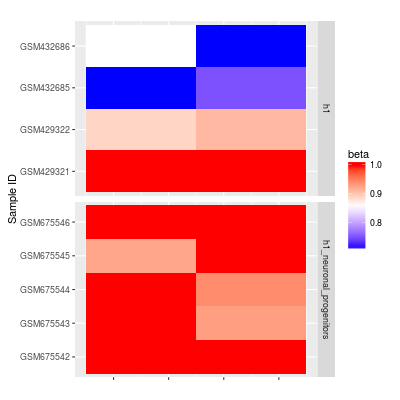 GSM432686
GSM432685
GSM429322
GSM429321
h1
GSM675546
GSM675545
GSM675544
GSM675543
GSM675542
h1_neuronal_progenitors
Sample ID
beta
1.0
0.9
0.8